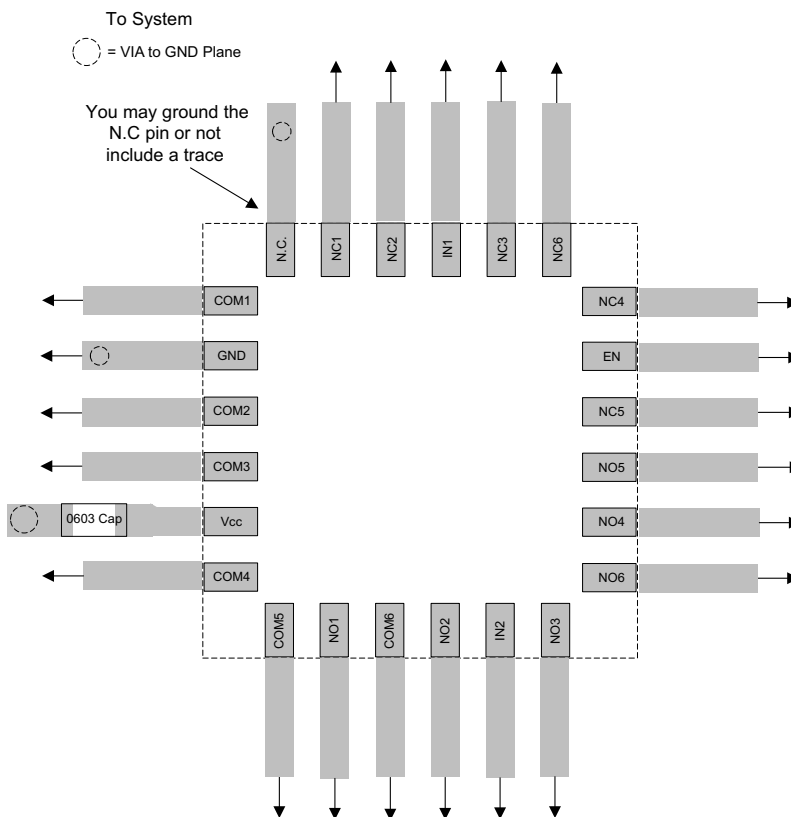 To System
= VIA to GND Plane
You may ground the
N.C pin or not
include a trace
N.C.
NC1
NC2
IN1
NC3
NC6
COM1
GND
COM2
COM3
0603 Cap
Vcc
COM4
NC4
EN
NC5
NO5
NO4
NO6
COM5
NO1
COM6
NO2
IN2
NO3